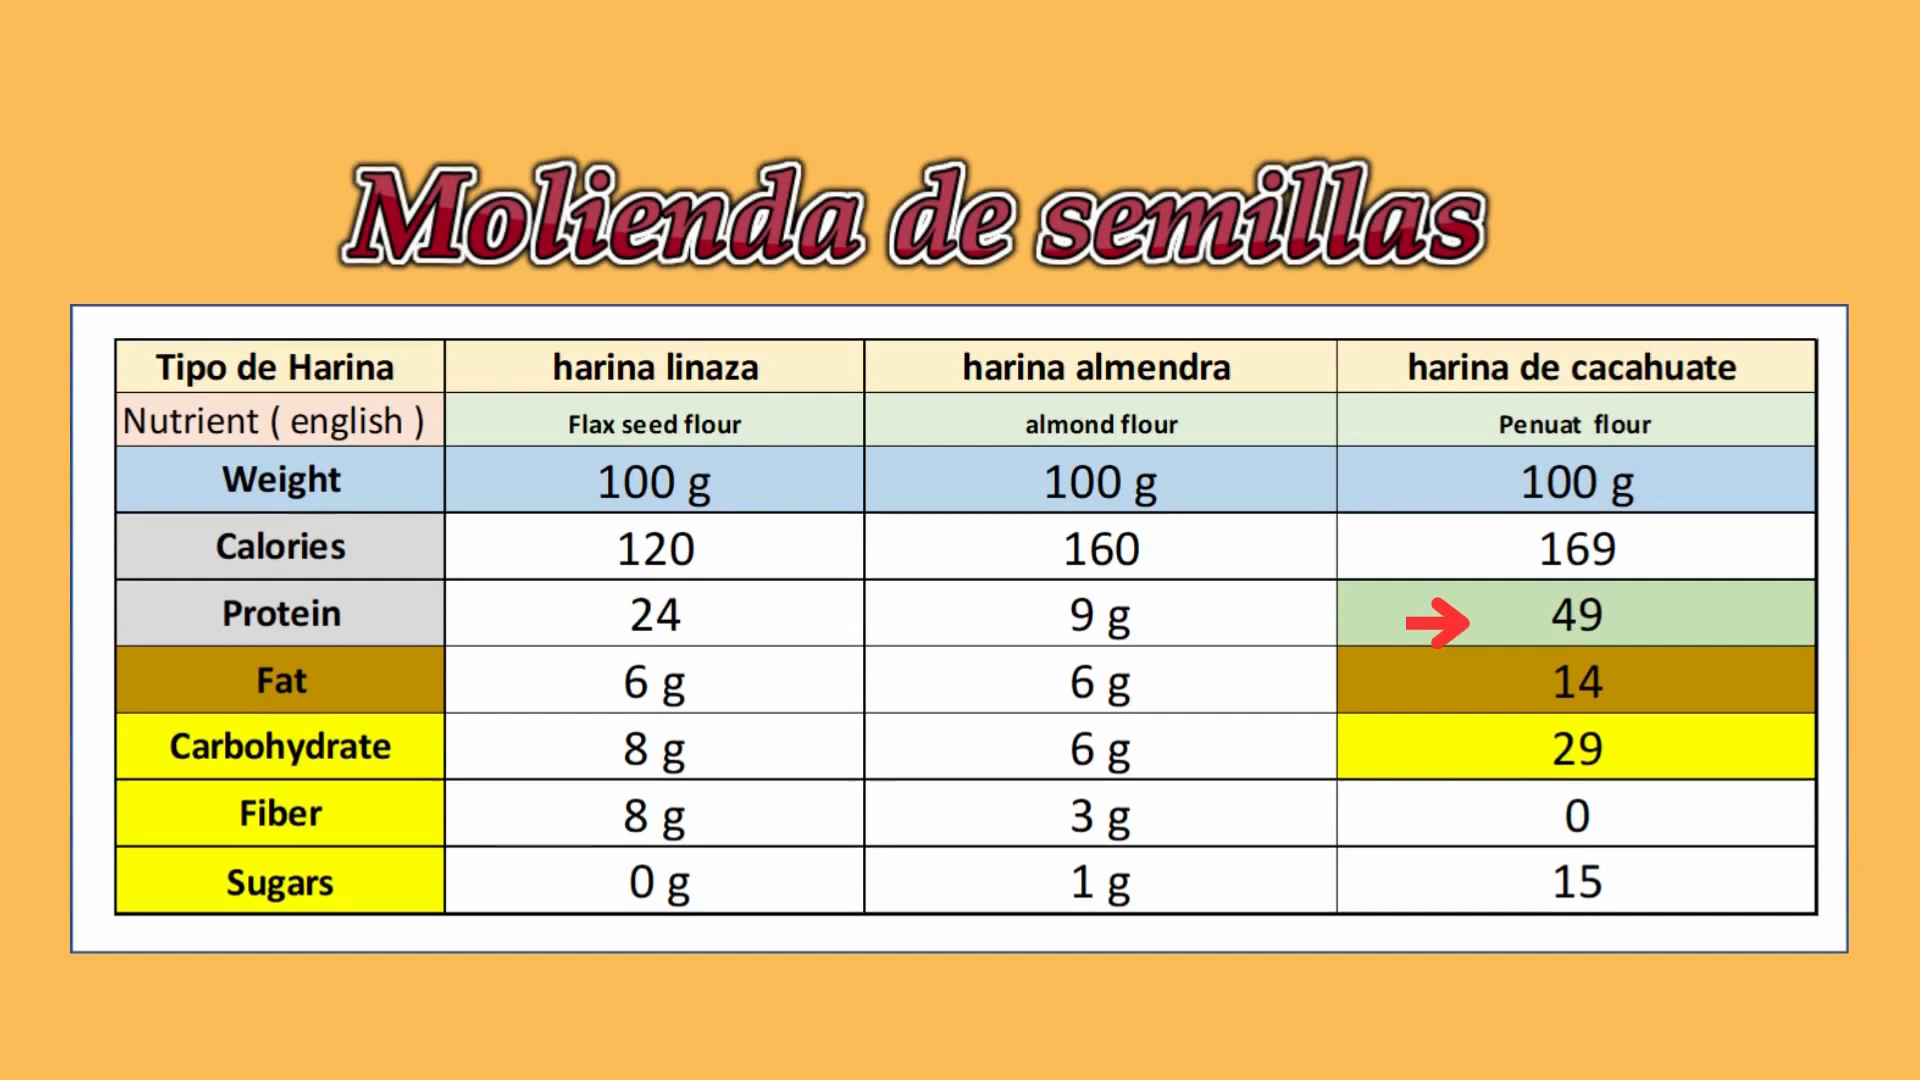 Molienda de semillas
Tipo de Harina harina linaza harina almendra harina de cacahuate
Nutrient ( english ) Flax seed flour almond flour Penuat flour
Weight 100 g 100 g 100 g
Calories 120 160 169
Protein 24 9 g 49
Fat 6 g 6 g 14
Carbohydrate 8 g 6 g 29
Fiber 8 g 3 g 0
Sugars 0 g 1 g 15